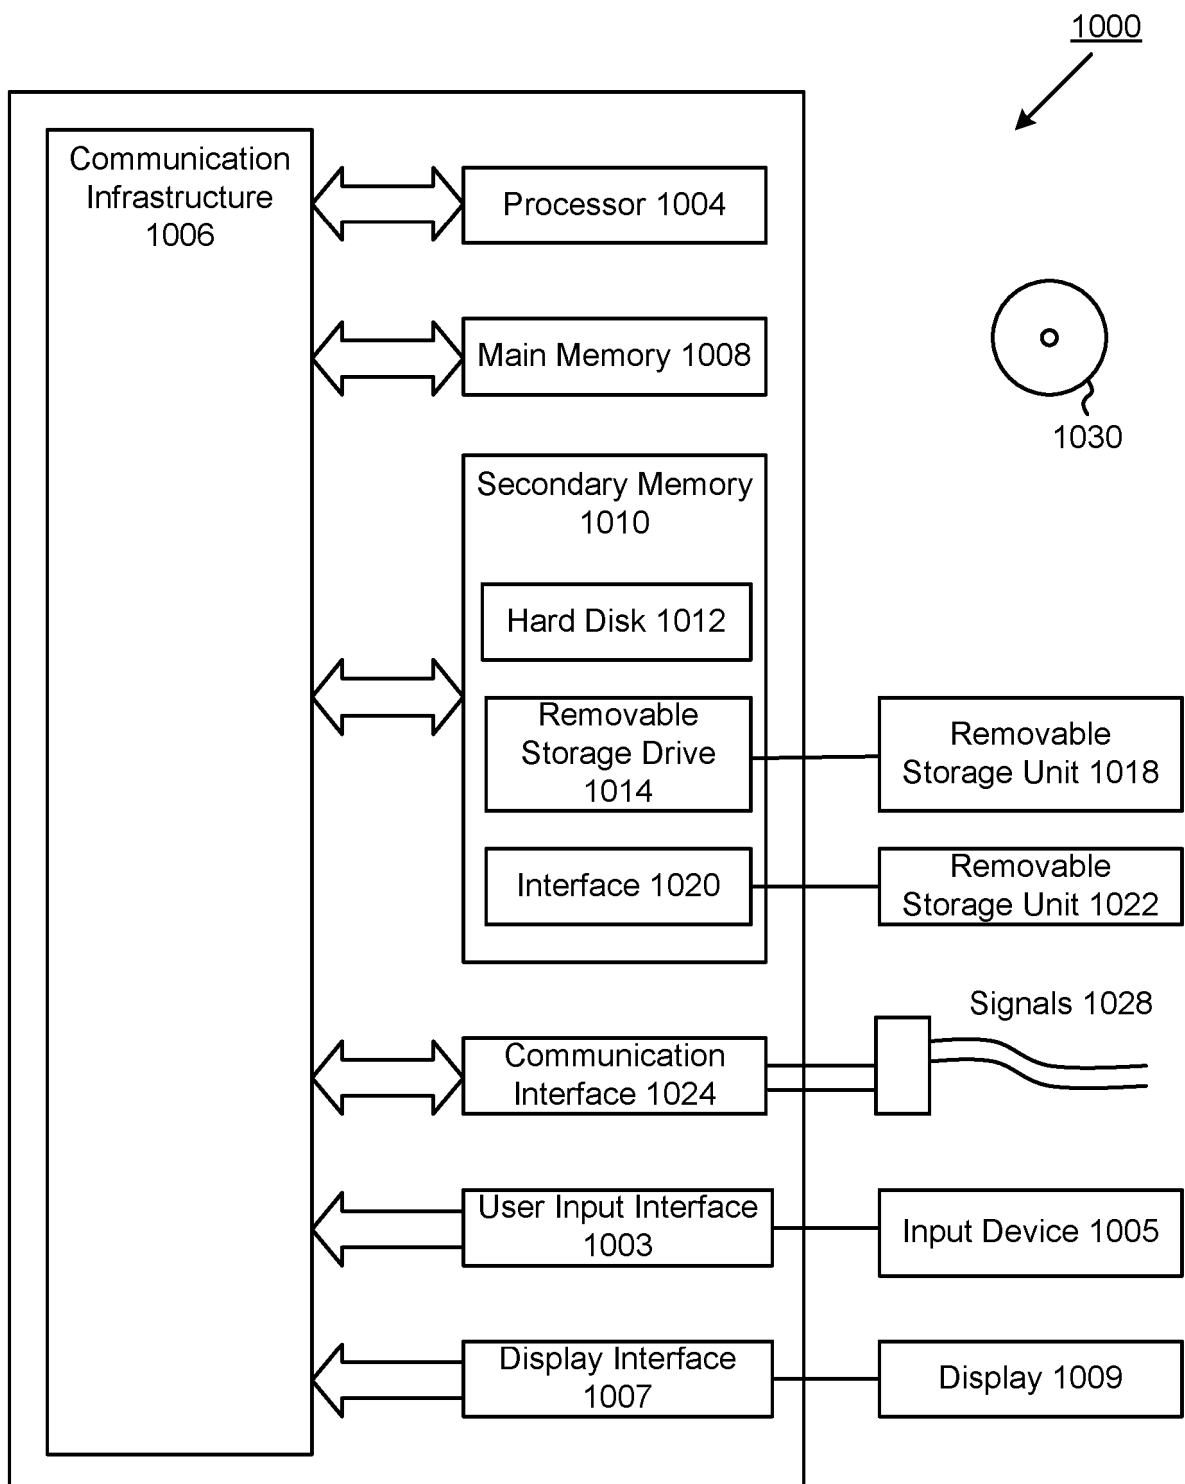 1000
Communication
Infrastructure
1006
Processor 1004
Main Memory 1008
1030
Secondary Memory
1010
Hard Disk 1012
Removable
Storage Drive
1014
Removable
Storage Unit 1018
Interface 1020
Removable
Storage Unit 1022
Signals 1028
Communication
Interface 1024
User Input Interface
1003
Input Device 1005
Display Interface
1007
Display 1009